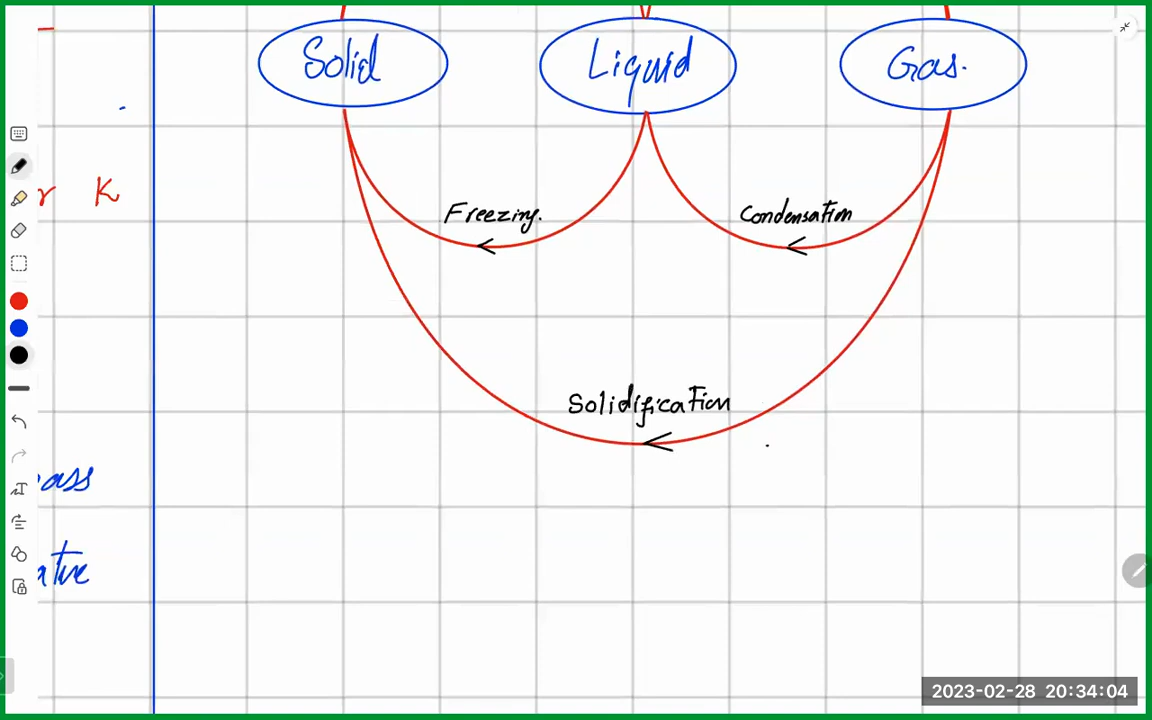 Solid
Liquid
Gas.
K
Freezing.
Condensation
Solidification
2023-02-28 20:34:04